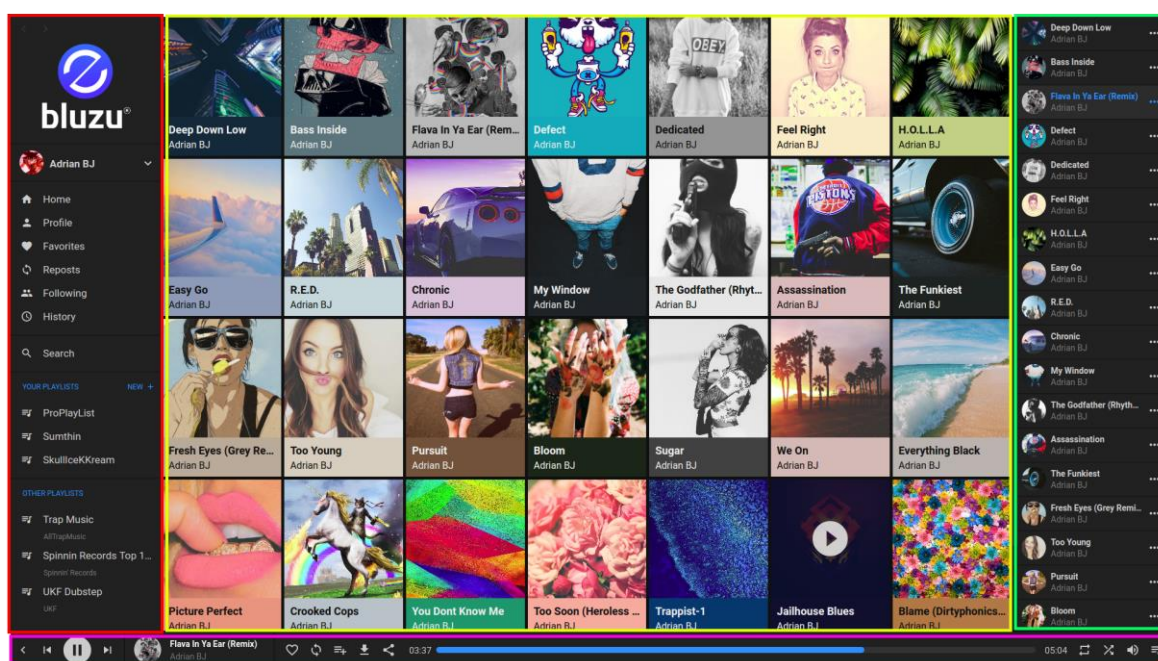 bluzu®
Adrian BJ
Home
Profile
Favorites
Reposts
Following
History
Search
YOUR PLAYLISTS NEW +
ProPlayList
Sumthin
SkullIceKKream
OTHER PLAYLISTS
Trap Music
AllTrapMusic
Spinnin Records Top 1...
Spinnin' Records
UKF Dubstep
UKF
OBEY
Deep Down Low
Adrian BJ
Bass Inside
Adrian BJ
Flava In Ya Ear (Rem...
Adrian BJ
Defect
Adrian BJ
Dedicated
Adrian BJ
Feel Right
Adrian BJ
H.O.L.L.A
Adrian BJ
PISTONS
Easy Go
Adrian BJ
R.E.D.
Adrian BJ
Chronic
Adrian BJ
My Window
Adrian BJ
The Godfather (Rhyt...
Adrian BJ
Assassination
Adrian BJ
The Funkiest
Adrian BJ
Fresh Eyes (Grey Re...
Adrian BJ
Too Young
Adrian BJ
Pursuit
Adrian BJ
Bloom
Adrian BJ
Sugar
Adrian BJ
We On
Adrian BJ
Everything Black
Adrian BJ
Picture Perfect
Adrian BJ
Crooked Cops
Adrian BJ
You Dont Know Me
Adrian BJ
Too Soon (Heroless ...
Adrian BJ
Trappist-1
Adrian BJ
Jailhouse Blues
Adrian BJ
Blame (Dirtyphonics...
Adrian BJ
Deep Down Low
Adrian BJ
Bass Inside
Adrian BJ
Flava In Ya Ear (Remix)
Adrian BJ
Defect
Adrian BJ
Dedicated
Adrian BJ
Feel Right
Adrian BJ
H.O.L.L.A
Adrian BJ
Easy Go
Adrian BJ
R.E.D.
Adrian BJ
Chronic
Adrian BJ
My Window
Adrian BJ
The Godfather (Rhyth...
Adrian BJ
Assassination
Adrian BJ
The Funkiest
Adrian BJ
Fresh Eyes (Grey Remi...
Adrian BJ
Too Young
Adrian BJ
Pursuit
Adrian BJ
Bloom
Adrian BJ
Flava In Ya Ear (Remix)
Adrian BJ
03:37
05:04